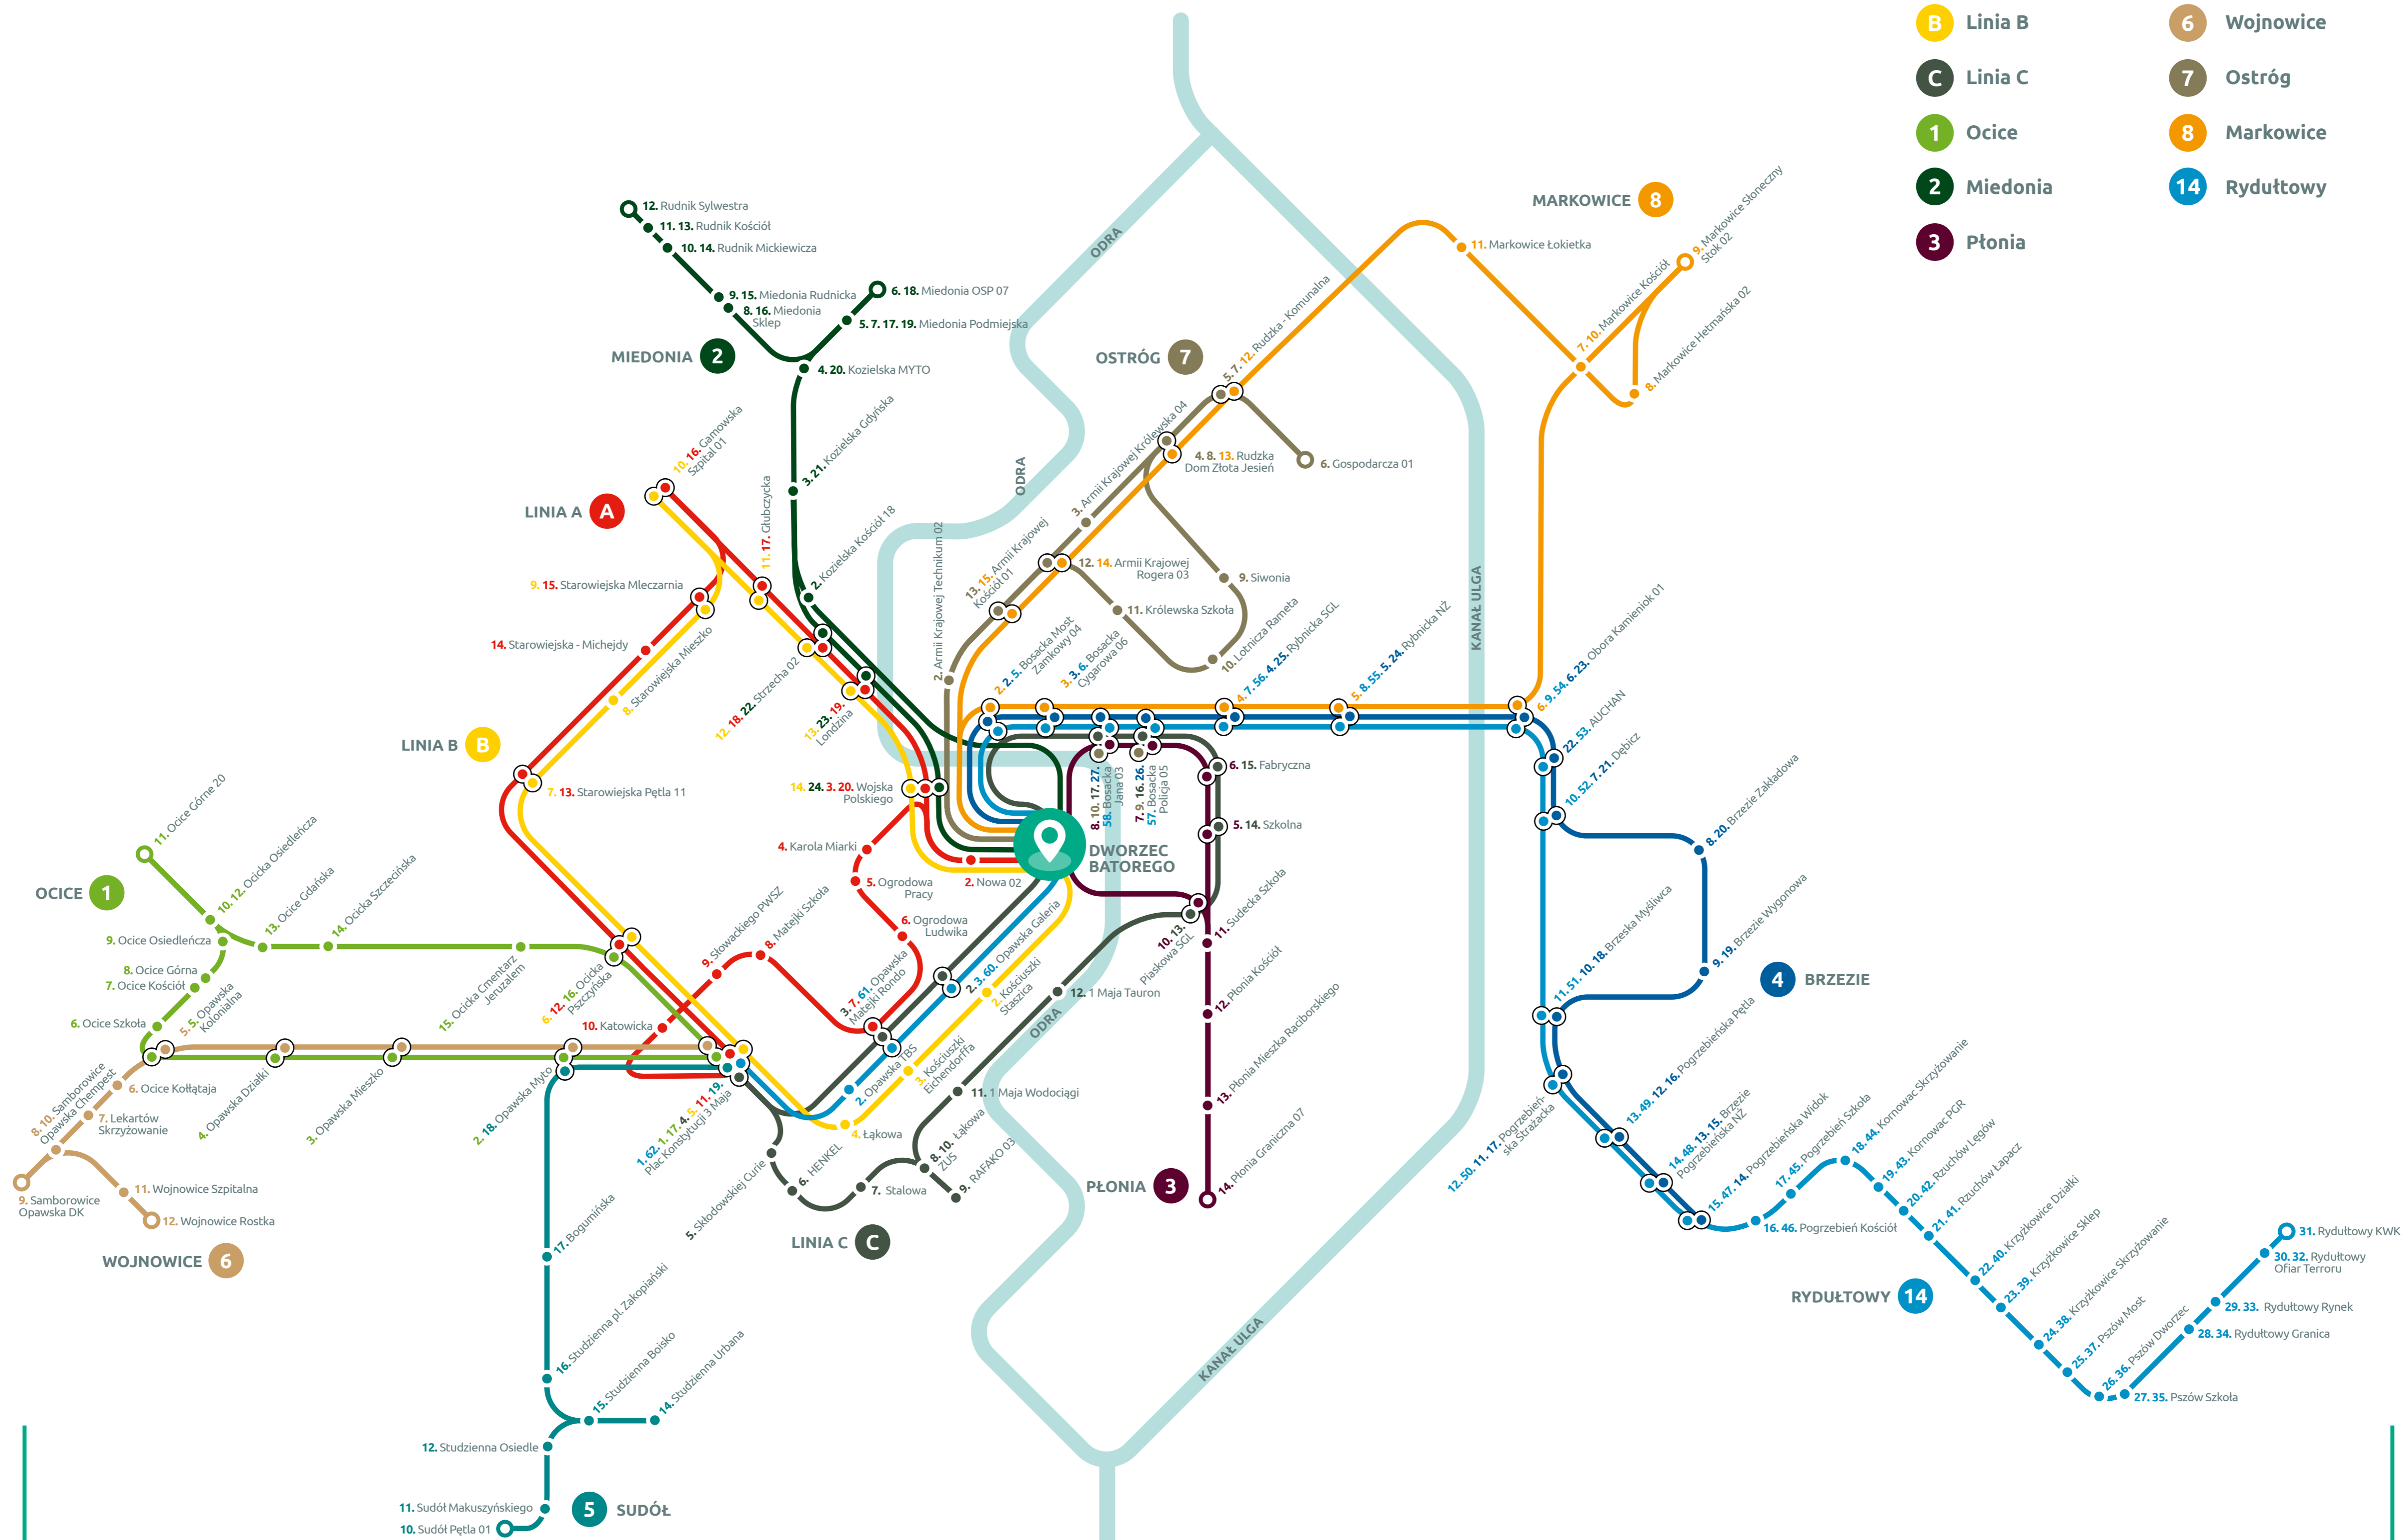 B Linia B
6 Wojnowice
C Linia C
7 Ostróg
1 Ocice
8 Markowice
2 Miedonia
14 Rydułtowy
3 Płonia
MARKOWICE 8
11. Markowice Łokietka
9. Markowice Słoneczny
Stok 02
7. 10. Markowice Kościół
8. Markowice Hetmańska 02
12. Rudnik Sylwestra
11. 13. Rudnik Kościół
10. 14. Rudnik Mickiewicza
9. 15. Miedonia Rudnicka
8. 16. Miedonia
Sklep
6. 18. Miedonia OSP 07
5. 7. 17. 19. Miedonia Podmiejska
MIEDONIA 2
4. 20. Kozielska MYTO
3. 21. Kozielska Gdyńska
2. Kozielska Kościół 18
ODRA
ODRA
OSTRÓG 7
5. 7. 12. Rudzka - Komunalna
4. 8. 13. Rudzka
Dom Złota Jesień
6. Gospodarcza 01
3. Armii Krajowej Królewska 04
13. 15. Armii Krajowej
Kościół 01
12. 14. Armii Krajowej
Rogera 03
2. Armii Krajowej Technikum 02
9. Siwonia
11. Królewska Szkoła
10. Lotnicza Rameta
KANAŁ ULGA
10. 16. Gamowska
Szpital 01
LINIA A A
11. 17. Głubczycka
9. 15. Starowiejska Mleczarnia
14. Starowiejska - Michejdy
8. Starowiejska Mieszko
12. 18. 22. Strzecha 02
13. 23. 19.
Londzina
LINIA B B
7. 13. Starowiejska Pętla 11
14. 24. 3. 20. Wojska
Polskiego
2. 2. 5. Bosacka Most
Zamkowy 04
3. 3. 6. Bosacka
Cygarowa 06
4. 7. 56. 4. 25. Rybnicka SGL
5. 8. 55. 5. 24. Rybnicka NŻ
6. 9. 54. 6. 23. Obora Kamieniok 01
22. 53. AUCHAN
10. 52. 7. 21. Dębicz
8. 20. Brzezie Zakładowa
9. 19. Brzezie Wygonowa
4 BRZEZIE
8. 10. 17. 27.
58. Bosacka
Jana 03
7. 9. 16. 26.
57. Bosacka
Policja 05
6. 15. Fabryczna
5. 14. Szkolna
DWORZEC
BATOREGO
4. Karola Miarki
5. Ogrodowa
Pracy
2. Nowa 02
6. Ogrodowa
Ludwika
11. Ocice Górne 20
OCICE 1
10. 12. Ocicka Osiedleńcza
13. Ocice Gdańska
14. Ocicka Szczecińska
9. Ocice Osiedleńcza
8. Ocice Górna
7. Ocice Kościół
6. Ocice Szkoła
5. 5. Opawska
Kolonialna
15. Ocicka Cmentarz
Jeruzalem
6. 12. 16. Ocicka
Pszczyńska
10. Katowicka
9. Słowackiego PWSZ
8. Matejki Szkoła
3. 7. 61. Opawska
Matejki Rondo
2. 3. 60. Opawska Galeria
2. Kościuszki
Staszica
3. Kościuszki
Eichendorffa
2. Opawska TBS
4. Łąkowa
10. 13.
Piaskowa SGL
11. Sudecka Szkoła
12. Płonia Kościół
13. Płonia Mieszka Raciborskiego
14. Płonia Graniczna 07
PŁONIA 3
12. 1 Maja Tauron
ODRA
11. 1 Maja Wodociągi
8. 10. Łąkowa
ZUS
9. RAFAKO 03
7. Stalowa
6. HENKEL
5. Skłodowskiej Curie
LINIA C C
1. 62. 1. 17. 4. 5. 11. 19.
Plac Konstytucji 3 Maja
2. 18. Opawska Myto
3. Opawska Mieszko
4. Opawska Działki
8. 10. Samborowice
Opawska Chempest
6. Ocice Kołłątaja
7. Lekartów
Skrzyżowanie
9. Samborowice
Opawska DK
11. Wojnowice Szpitalna
12. Wojnowice Rostka
WOJNOWICE 6
17. Bogumińska
16. Studzienna pl. Zakopiański
15. Studzienna Boisko
14. Studzienna Urbana
12. Studzienna Osiedle
11. Sudół Makuszyńskiego
10. Sudół Pętla 01
5 SUDÓŁ
KANAŁ ULGA
11. 51. 10. 18. Brzeska Myśliwca
12. 50. 11. 17. Pogrzebień-
ska Strażacka
13. 49. 12. 16. Pogrzebieńska Pętla
14. 48. 13. 15. Brzezie
Pogrzebieńska NŻ
15. 47. 14. Pogrzebieńska Widok
16. 46. Pogrzebień Kościół
17. 45. Pogrzebień Szkoła
18. 44. Kornowac Skrzyżowanie
19. 43. Kornowac PGR
20. 42. Rzuchów Lęgów
21. 41. Rzuchów Łapacz
22. 40. Krzyżkowice Działki
23. 39. Krzyżkowice Sklep
24. 38. Krzyżkowice Skrzyżowanie
25. 37. Pszów Most
26. 36. Pszów Dworzec
27. 35. Pszów Szkoła
28. 34. Rydułtowy Granica
29. 33. Rydułtowy Rynek
30. 32. Rydułtowy
Ofiar Terroru
31. Rydułtowy KWK
RYDUŁTOWY 14